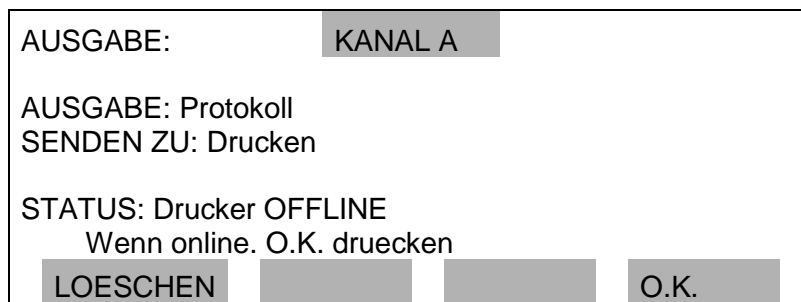 AUSGABE: KANAL A
AUSGABE: Protokoll
SENDEN ZU: Drucken
STATUS: Drucker OFFLINE
Wenn online. O.K. druecken
LOESCHEN O.K.